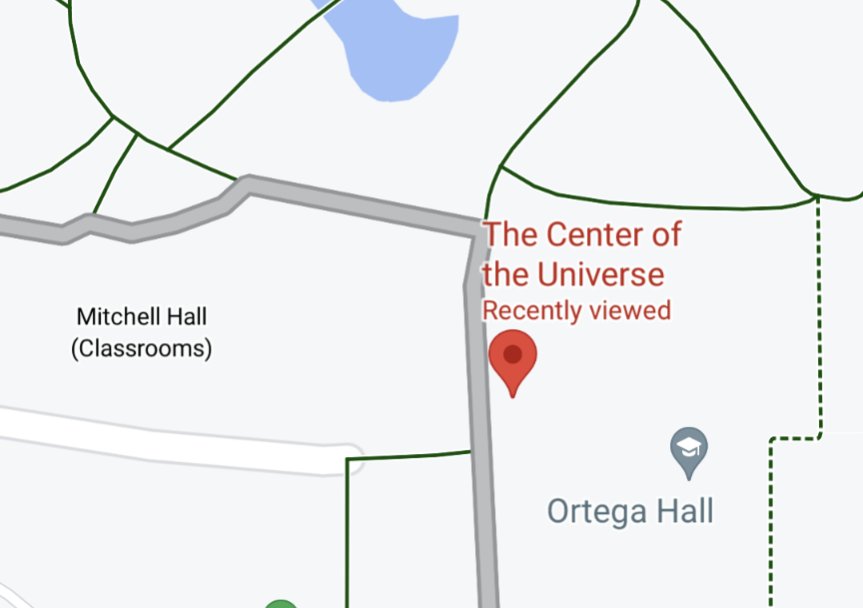 The Center of
the Universe
Recently viewed
Mitchell Hall
(Classrooms)
Ortega Hall